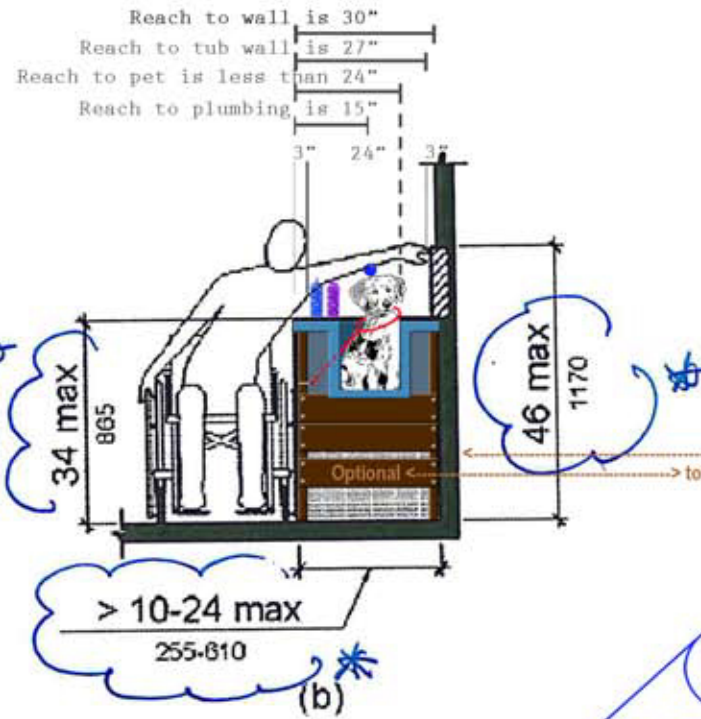 Reach to wall is 30"
Reach to tub wall is 27"
Reach to pet is less than 24"
Reach to plumbing is 15"
3" 24" 3"
34 max
865
46 max
1170
Optional <-----------> to
> 10-24 max
255-610
(b)